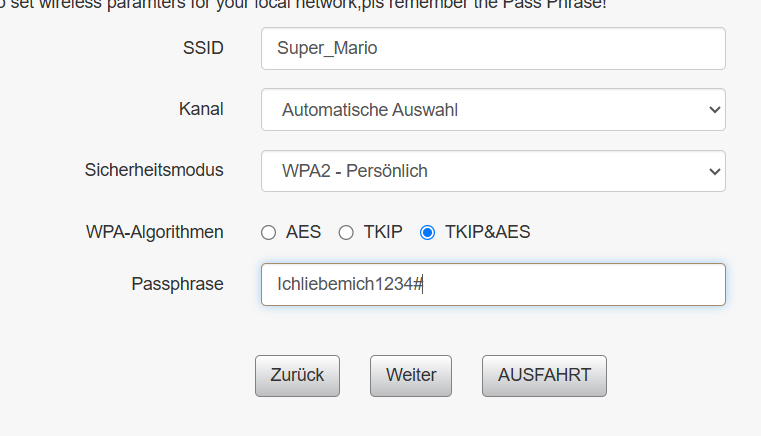 o set wireless paramters for your local network,pls remember the Pass Phrase!
SSID Super_Mario
Kanal Automatische Auswahl
Sicherheitsmodus WPA2 - Persönlich
WPA-Algorithmen AES TKIP TKIP&AES
Passphrase Ichliebemich1234#
Zurück Weiter AUSFAHRT